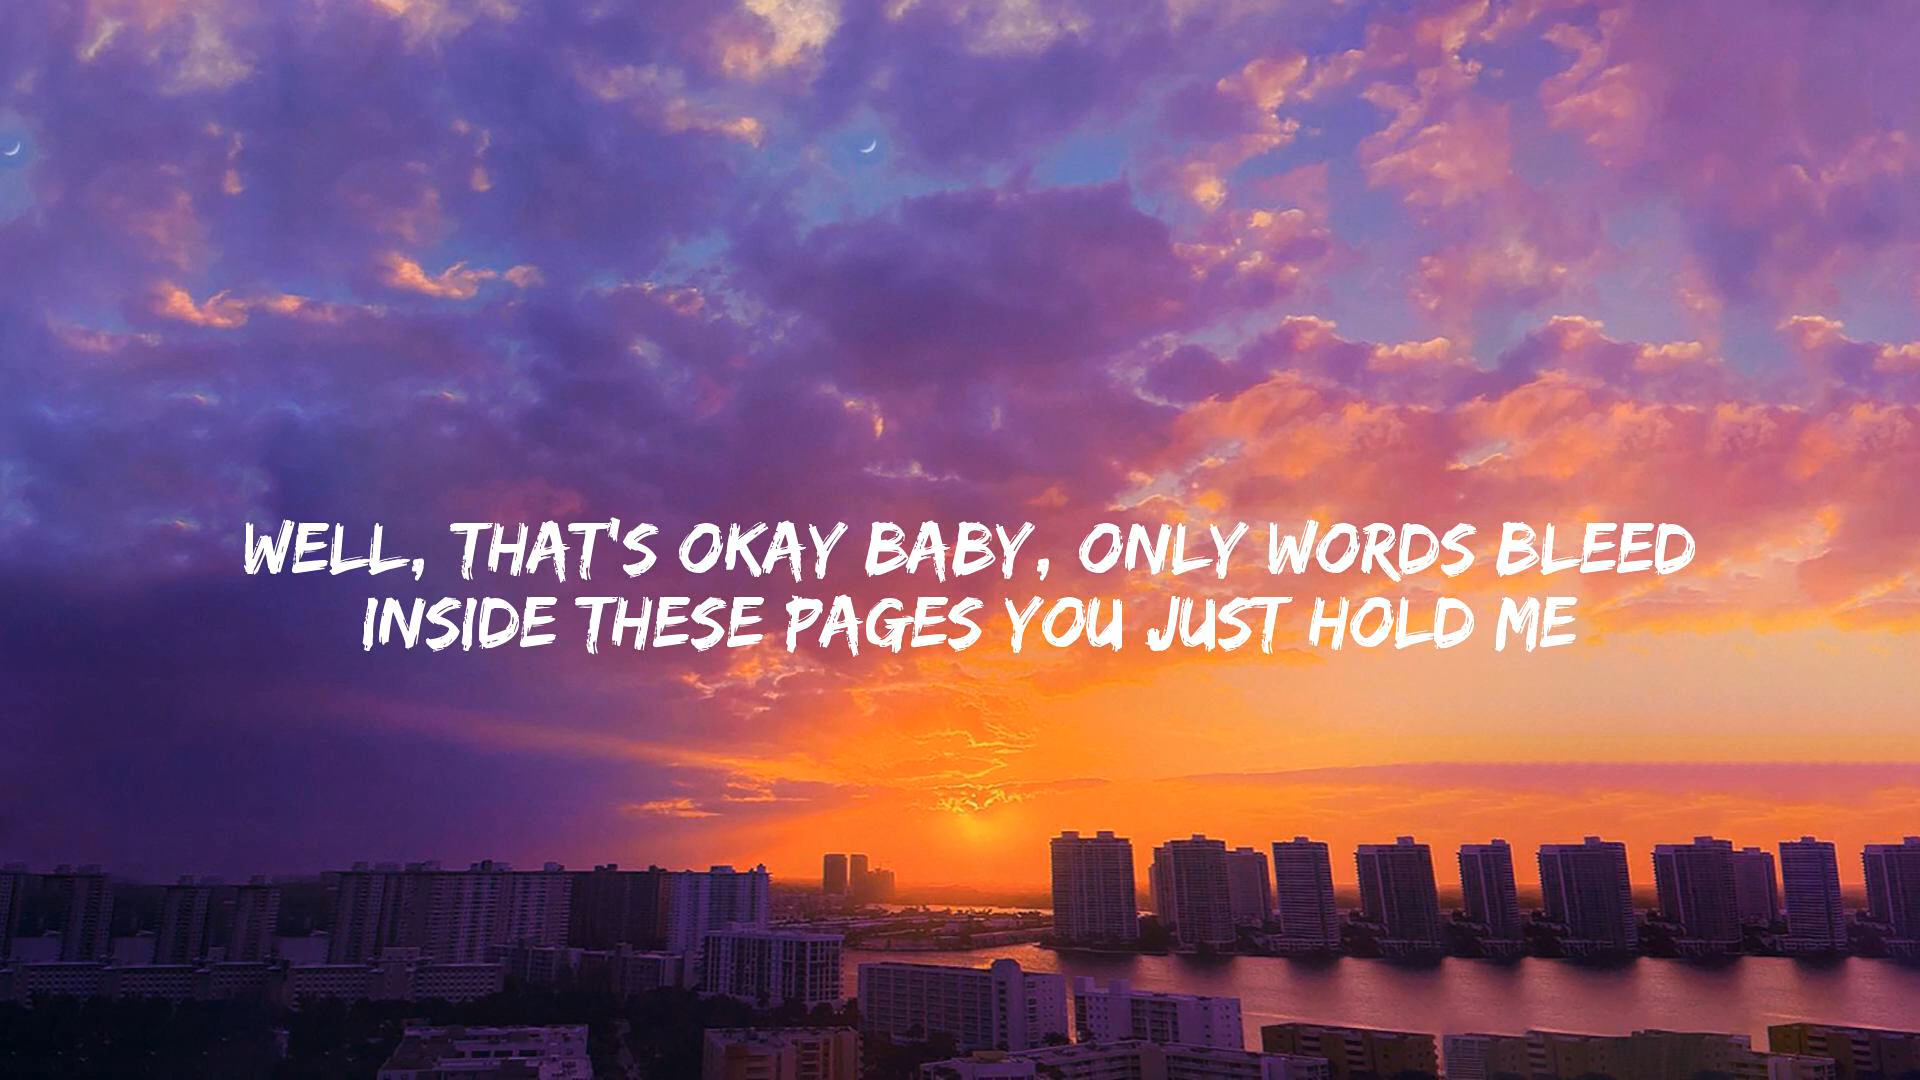 WELL, THAT'S OKAY BABY, ONLY WORDS BLEED
INSIDE THESE PAGES YOU JUST HOLD ME